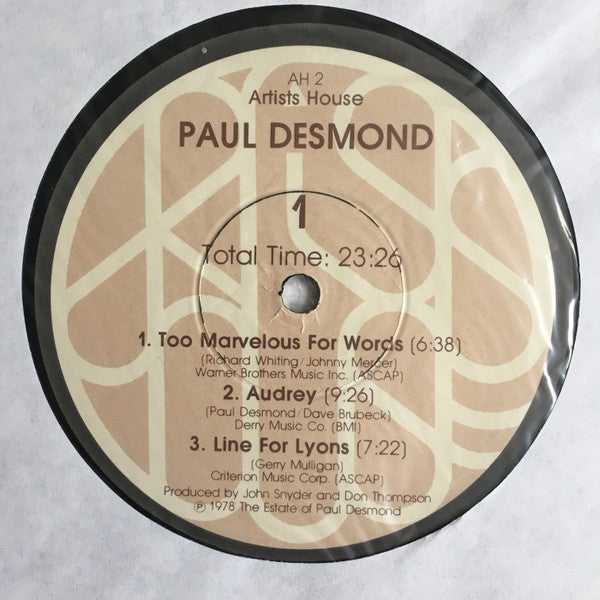 AH 2
Artists House
PAUL DESMOND
1
Total Time: 23:26
1. Too Marvelous For Words (6:38)
(Richard Whiting/Johnny Mercer)
Warner Brothers Music Inc. (ASCAP)
2. Audrey (9:26)
(Paul Desmond/Dave Brubeck)
Derry Music Co. (BMI)
3. Line For Lyons (7:22)
(Gerry Mulligan)
Criterion Music Corp. (ASCAP)
Produced by John Snyder and Don Thompson
℗ 1978 The Estate of Paul Desmond